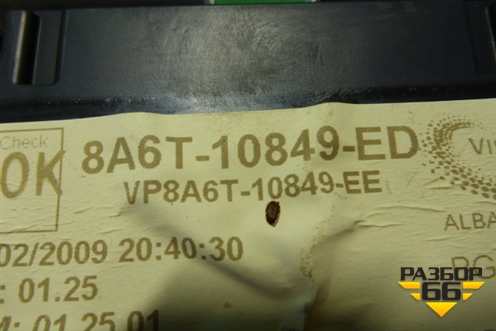 Check
OK
8A6T-10849-ED
VP8A6T-10849-EE
VIS
02/2009 20:40:30
ALBA
: 01.25
: 01.25.01
РАЗБОР
66